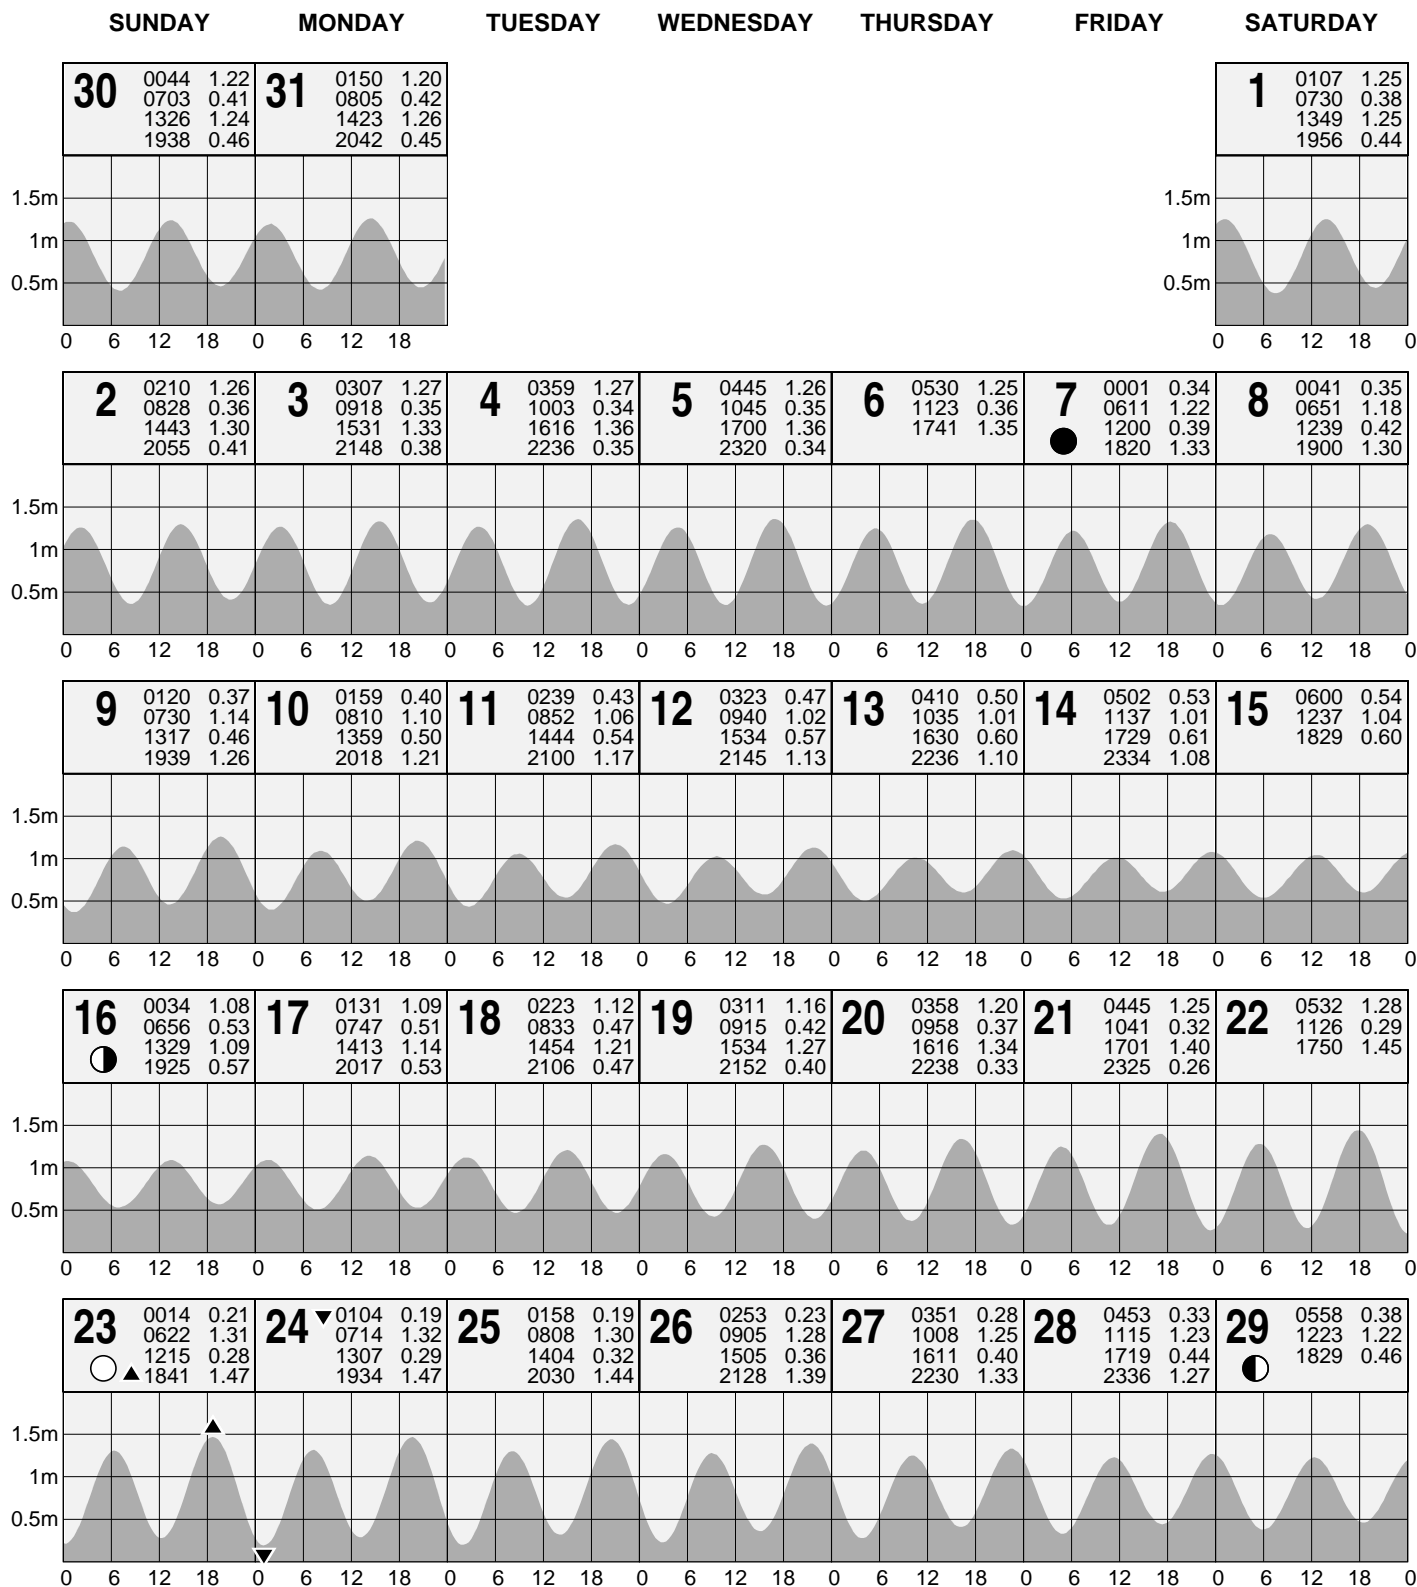 SUNDAY MONDAY TUESDAY WEDNESDAY THURSDAY FRIDAY SATURDAY
30 0044 1.22 31 0150 1.20 1 0107 1.25
0703 0.41 0805 0.42 0730 0.38
1326 1.24 1423 1.26 1349 1.25
1938 0.46 2042 0.45 1956 0.44
1.5m 1.5m
1m 1m
0.5m 0.5m
0 6 12 18 0 6 12 18 0 6 12 18 0
2 0210 1.26 3 0307 1.27 4 0359 1.27 5 0445 1.26 6 0530 1.25 7 0001 0.34 8 0041 0.35
0828 0.36 0918 0.35 1003 0.34 1045 0.35 1123 0.36 0611 1.22 0651 1.18
1443 1.30 1531 1.33 1616 1.36 1700 1.36 1741 1.35 1200 0.39 1239 0.42
2055 0.41 2148 0.38 2236 0.35 2320 0.34 1820 1.33 1900 1.30
1.5m
1m
0.5m
0 6 12 18 0 6 12 18 0 6 12 18 0 6 12 18 0 6 12 18 0 6 12 18 0 6 12 18 0
9 0120 0.37 10 0159 0.40 11 0239 0.43 12 0323 0.47 13 0410 0.50 14 0502 0.53 15 0600 0.54
0730 1.14 0810 1.10 0852 1.06 0940 1.02 1035 1.01 1137 1.01 1237 1.04
1317 0.46 1359 0.50 1444 0.54 1534 0.57 1630 0.60 1729 0.61 1829 0.60
1939 1.26 2018 1.21 2100 1.17 2145 1.13 2236 1.10 2334 1.08
1.5m
1m
0.5m
0 6 12 18 0 6 12 18 0 6 12 18 0 6 12 18 0 6 12 18 0 6 12 18 0 6 12 18 0
16 0034 1.08 17 0131 1.09 18 0223 1.12 19 0311 1.16 20 0358 1.20 21 0445 1.25 22 0532 1.28
0656 0.53 0747 0.51 0833 0.47 0915 0.42 0958 0.37 1041 0.32 1126 0.29
1329 1.09 1413 1.14 1454 1.21 1534 1.27 1616 1.34 1701 1.40 1750 1.45
1925 0.57 2017 0.53 2106 0.47 2152 0.40 2238 0.33 2325 0.26
1.5m
1m
0.5m
0 6 12 18 0 6 12 18 0 6 12 18 0 6 12 18 0 6 12 18 0 6 12 18 0 6 12 18 0
23 0014 0.21 24 0104 0.19 25 0158 0.19 26 0253 0.23 27 0351 0.28 28 0453 0.33 29 0558 0.38
0622 1.31 0714 1.32 0808 1.30 0905 1.28 1008 1.25 1115 1.23 1223 1.22
1215 0.28 1307 0.29 1404 0.32 1505 0.36 1611 0.40 1719 0.44 1829 0.46
1841 1.47 1934 1.47 2030 1.44 2128 1.39 2230 1.33 2336 1.27
1.5m
1m
0.5m
0 6 12 18 0 6 12 18 0 6 12 18 0 6 12 18 0 6 12 18 0 6 12 18 0 6 12 18 0